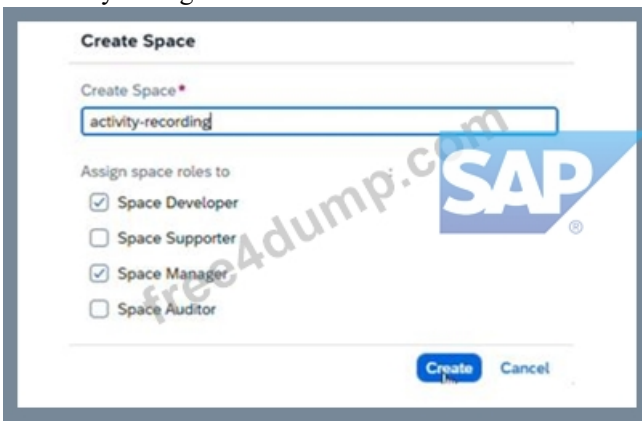 Create Space
Create Space*
activity-recording
Assign space roles to
Space Developer
Space Supporter
Space Manager
Space Auditor
Create Cancel
SAP
®
free4dump.com